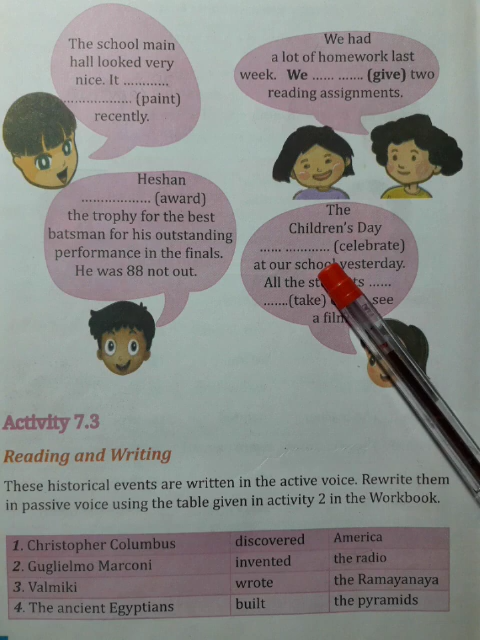 The school main
hall looked very
nice. It ............
.................. (paint)
recently.
We had
a lot of homework last
week. We ...... ....... (give) two
reading assignments.
Heshan
................... (award)
the trophy for the best
batsman for his outstanding
performance in the finals.
He was 88 not out.
The
Children's Day
...... ............ (celebrate)
at our school yesterday.
All the ......
.......(take) see
a film
Activity 7.3
Reading and Writing
These historical events are written in the active voice. Rewrite them
in passive voice using the table given in activity 2 in the Workbook.
1. Christopher Columbus discovered America
2. Guglielmo Marconi invented the radio
3. Valmiki wrote the Ramayanaya
4. The ancient Egyptians built the pyramids